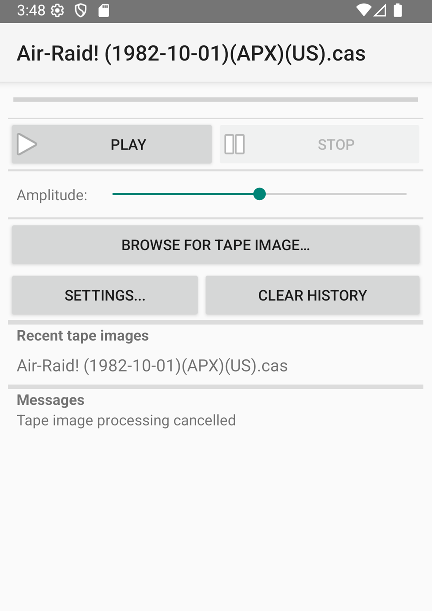 3:48
Air-Raid! (1982-10-01)(APX)(US).cas
PLAY
STOP
Amplitude:
BROWSE FOR TAPE IMAGE...
SETTINGS...
CLEAR HISTORY
Recent tape images
Air-Raid! (1982-10-01)(APX)(US).cas
Messages
Tape image processing cancelled